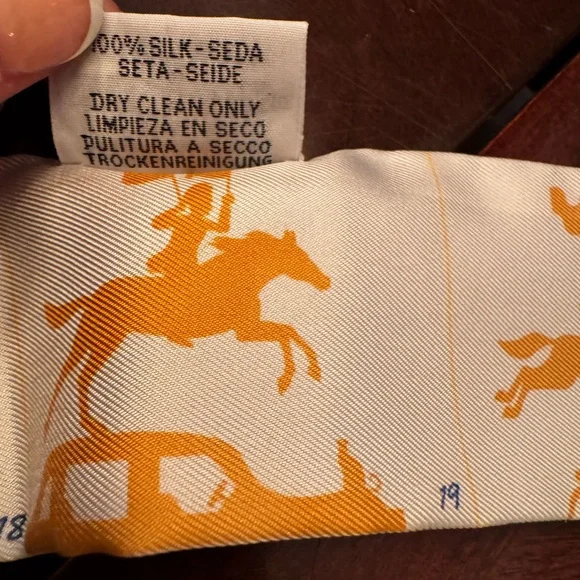 100% SILK-SEDA
SETA-SEIDE
DRY CLEAN ONLY
LIMPIEZA EN SECO
PULITURA A SECCO
TROCKENREINIGUNG
18
19